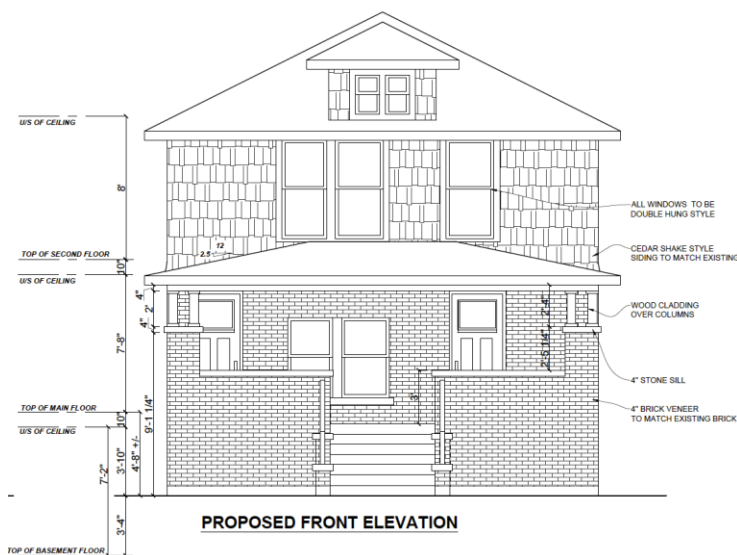 U/S OF CEILING
8'
ALL WINDOWS TO BE
DOUBLE HUNG STYLE
12
2.5
TOP OF SECOND FLOOR
CEDAR SHAKE STYLE
SIDING TO MATCH EXISTING
10"
U/S OF CEILING
4"
2'
4"
2'-4"
WOOD CLADDING
OVER COLUMNS
7'-8"
2'-5 1/4"
4" STONE SILL
3'
TOP OF MAIN FLOOR
9'-1 1/4"
4" BRICK VENEER
TO MATCH EXISTING BRICK
10"
U/S OF CEILING
3'-10"
4'-8" +/-
7'-2"
3'-4"
PROPOSED FRONT ELEVATION
TOP OF BASEMENT FLOOR